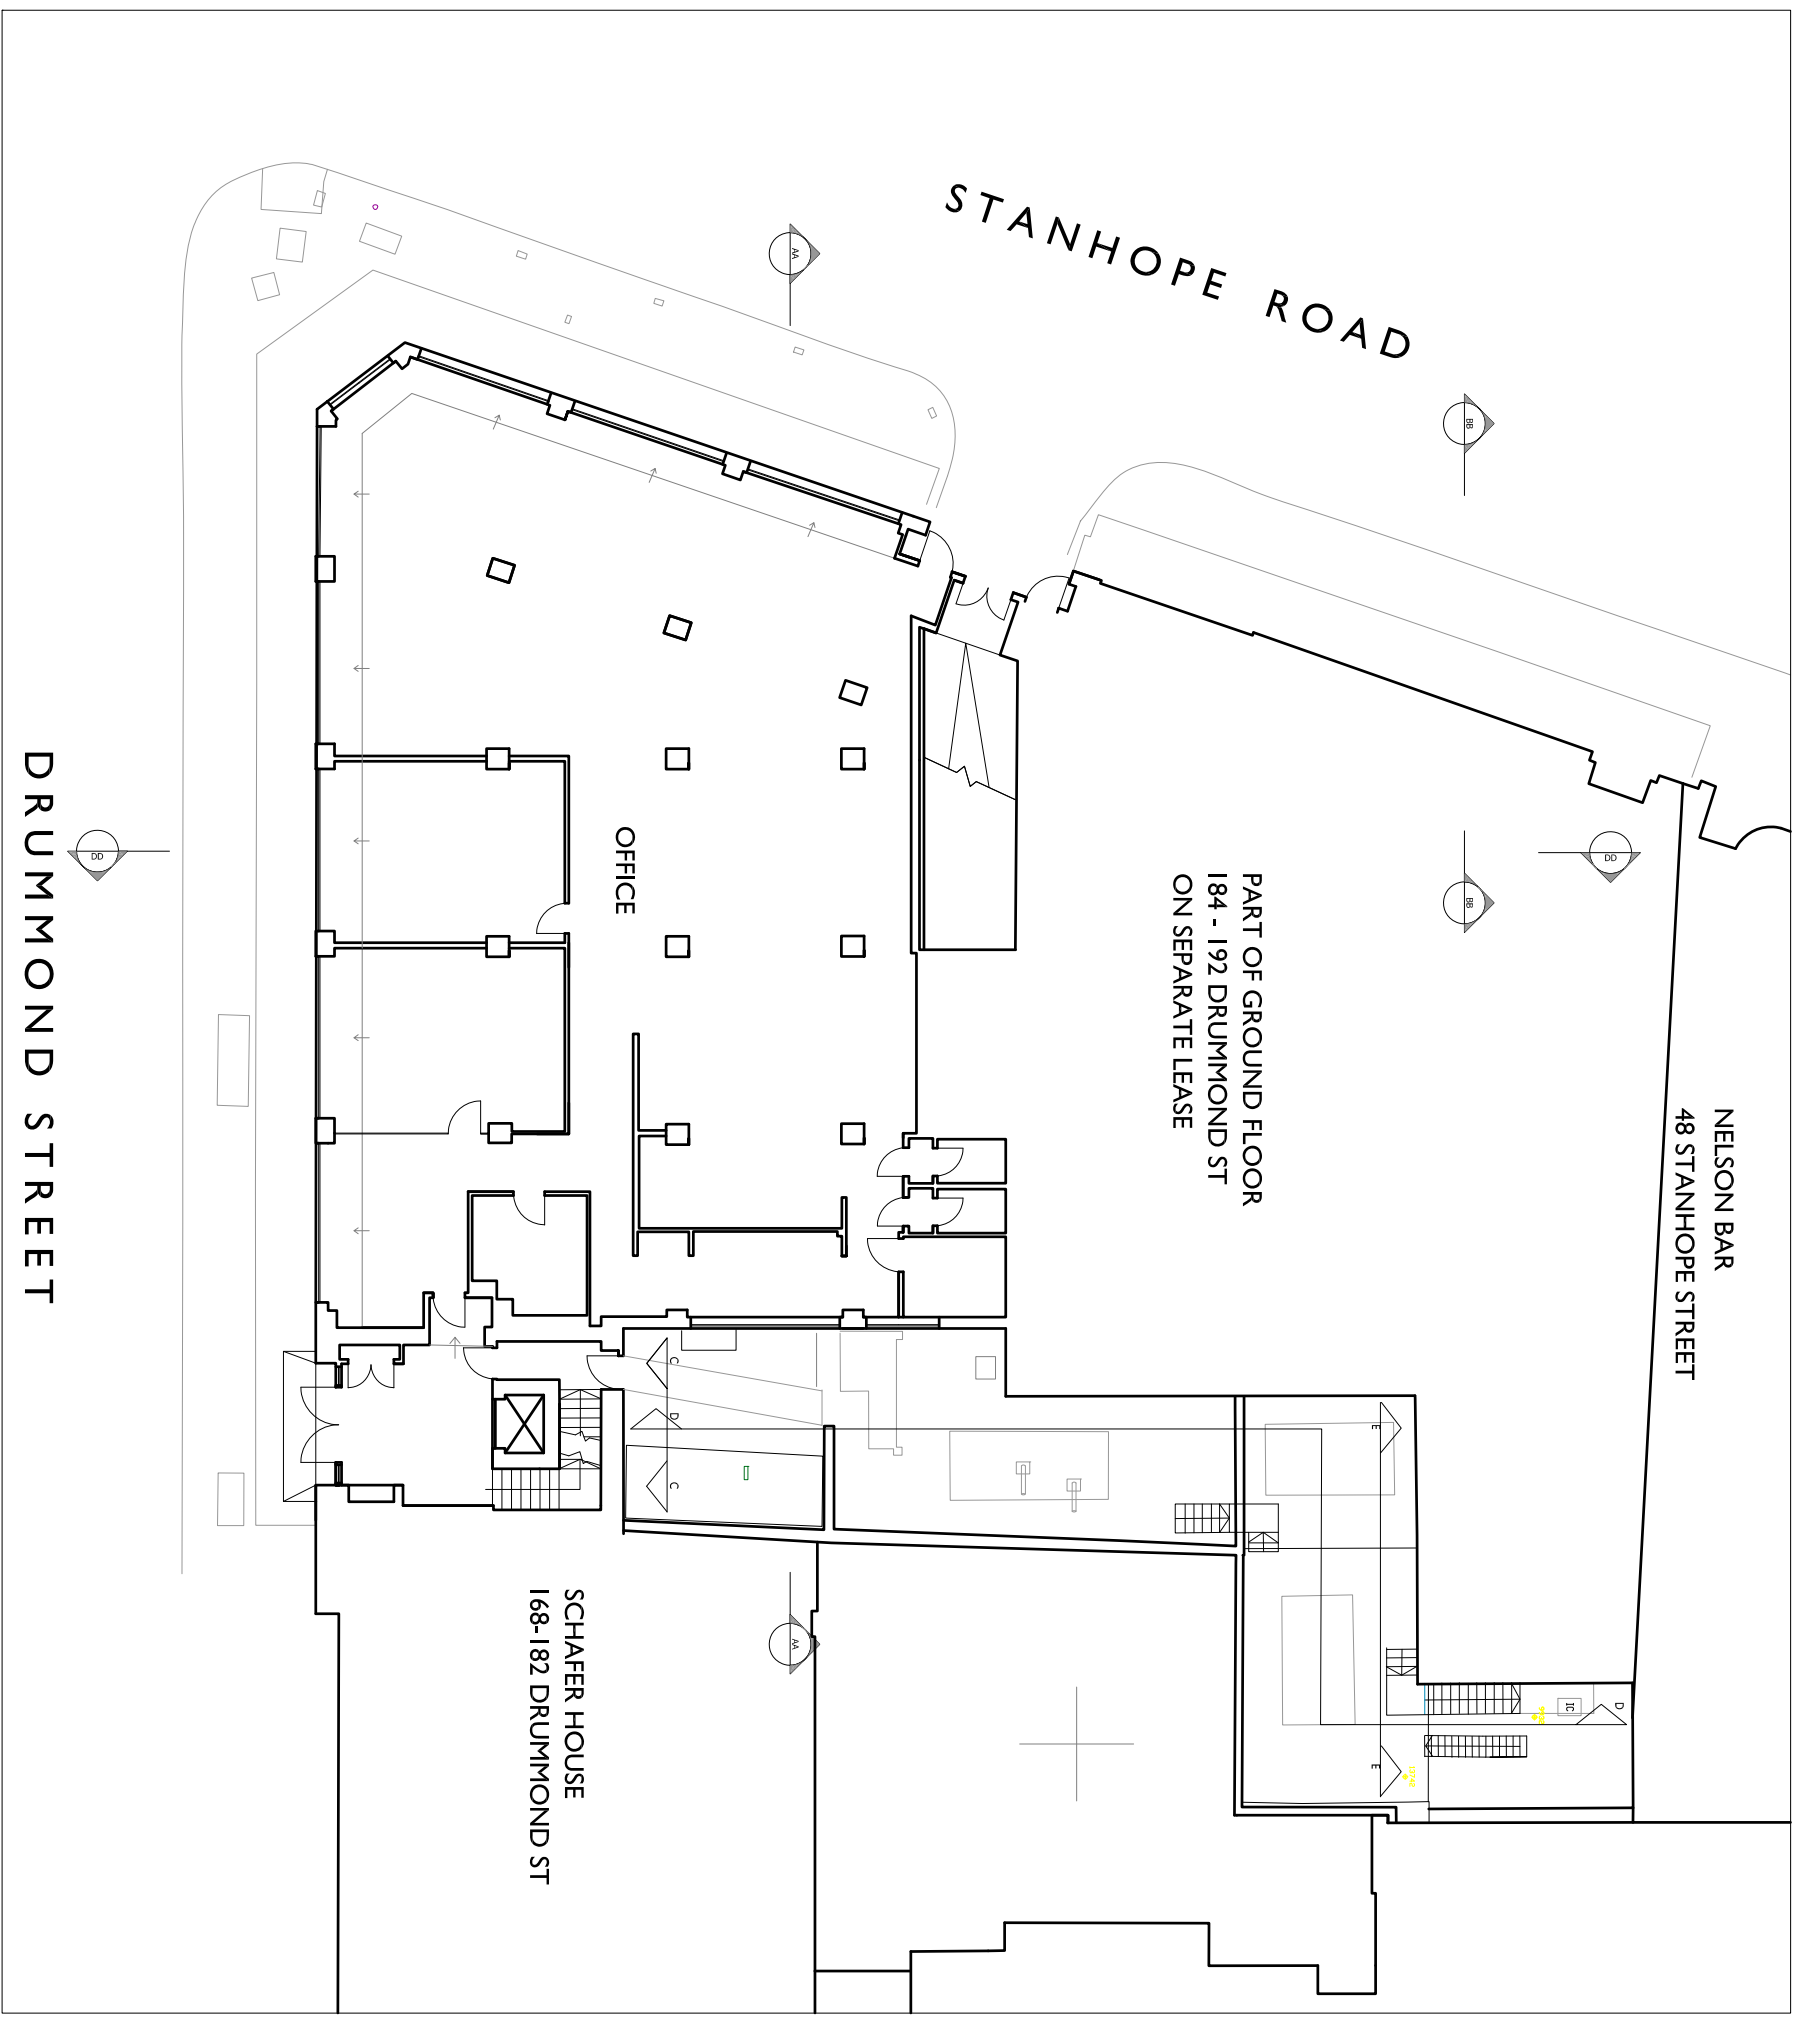 STANHOPE ROAD
AA
BB
NELSON BAR
48 STANHOPE STREET
DD
BB
PART OF GROUND FLOOR
184 - 192 DRUMMOND ST
ON SEPARATE LEASE
OFFICE
DD
DRUMMOND STREET
C
D
C
E
E
D
IC
AA
SCHAFER HOUSE
168-182 DRUMMOND ST